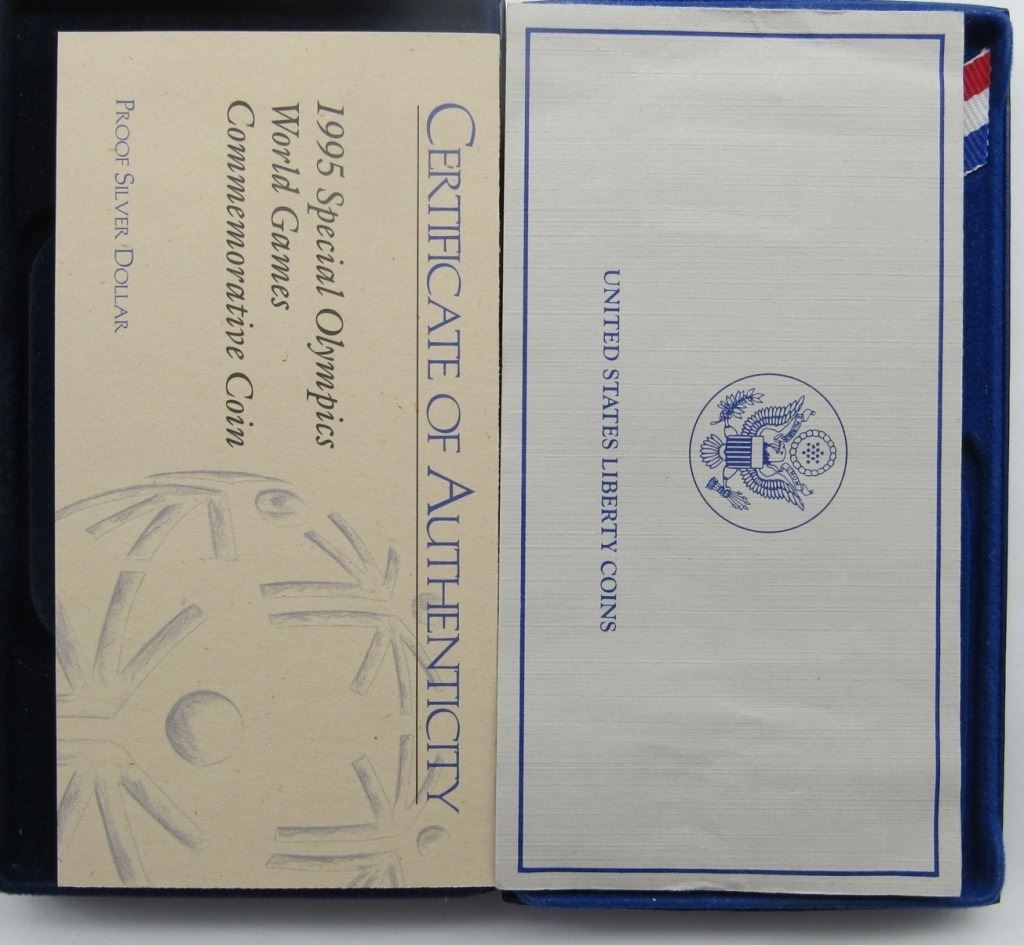 CERTIFICATE OF AUTHENTICITY
1995 Special Olympics
World Games
Commemorative Coin
PROOF SILVER DOLLAR
UNITED STATES LIBERTY COINS